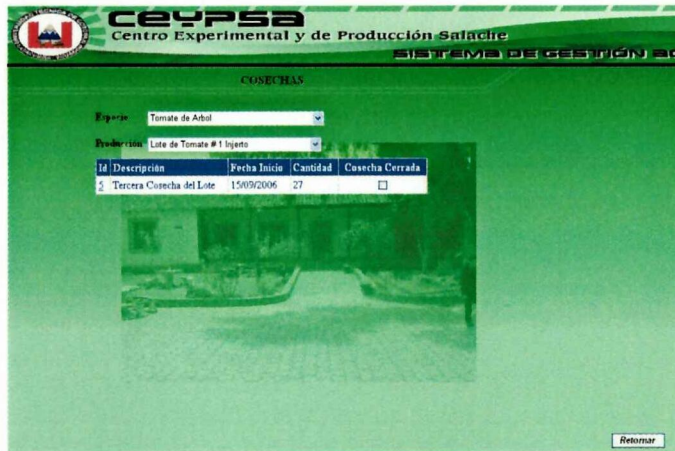 CEYPSA
Centro Experimental y de Producción Salache
SISTEMA DE GESTIÓN
COSECHAS
Especie Tomate de Arbol
Producción Lote de Tomate # 1 Injerto
Id Descripción Fecha Inicio Cantidad Cosecha Cerrada
5 Tercera Cosecha del Lote 15/09/2006 27
Retornar